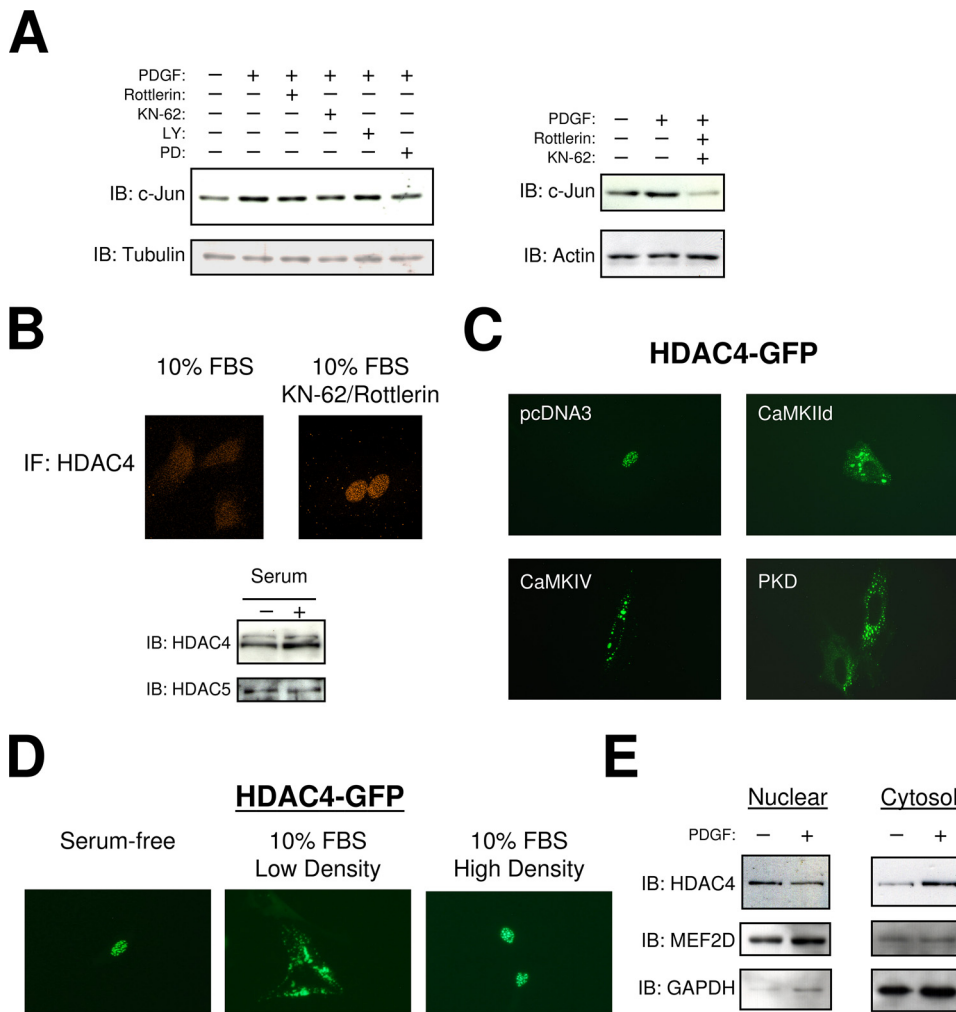 A
PDGF: − + + + + +
Rottlerin: +
KN-62: +
LY: +
PD: +
IB: c-Jun
IB: Tubulin
PDGF: − + +
Rottlerin: − − +
KN-62: − − +
IB: c-Jun
IB: Actin
B
10% FBS
10% FBS
KN-62/Rottlerin
IF: HDAC4
Serum
− +
IB: HDAC4
IB: HDAC5
C
HDAC4-GFP
pcDNA3
CaMKIId
CaMKIV
PKD
D
HDAC4-GFP
Serum-free
10% FBS
Low Density
10% FBS
High Density
E
Nuclear
Cytosol
PDGF: − + − +
IB: HDAC4
IB: MEF2D
IB: GAPDH